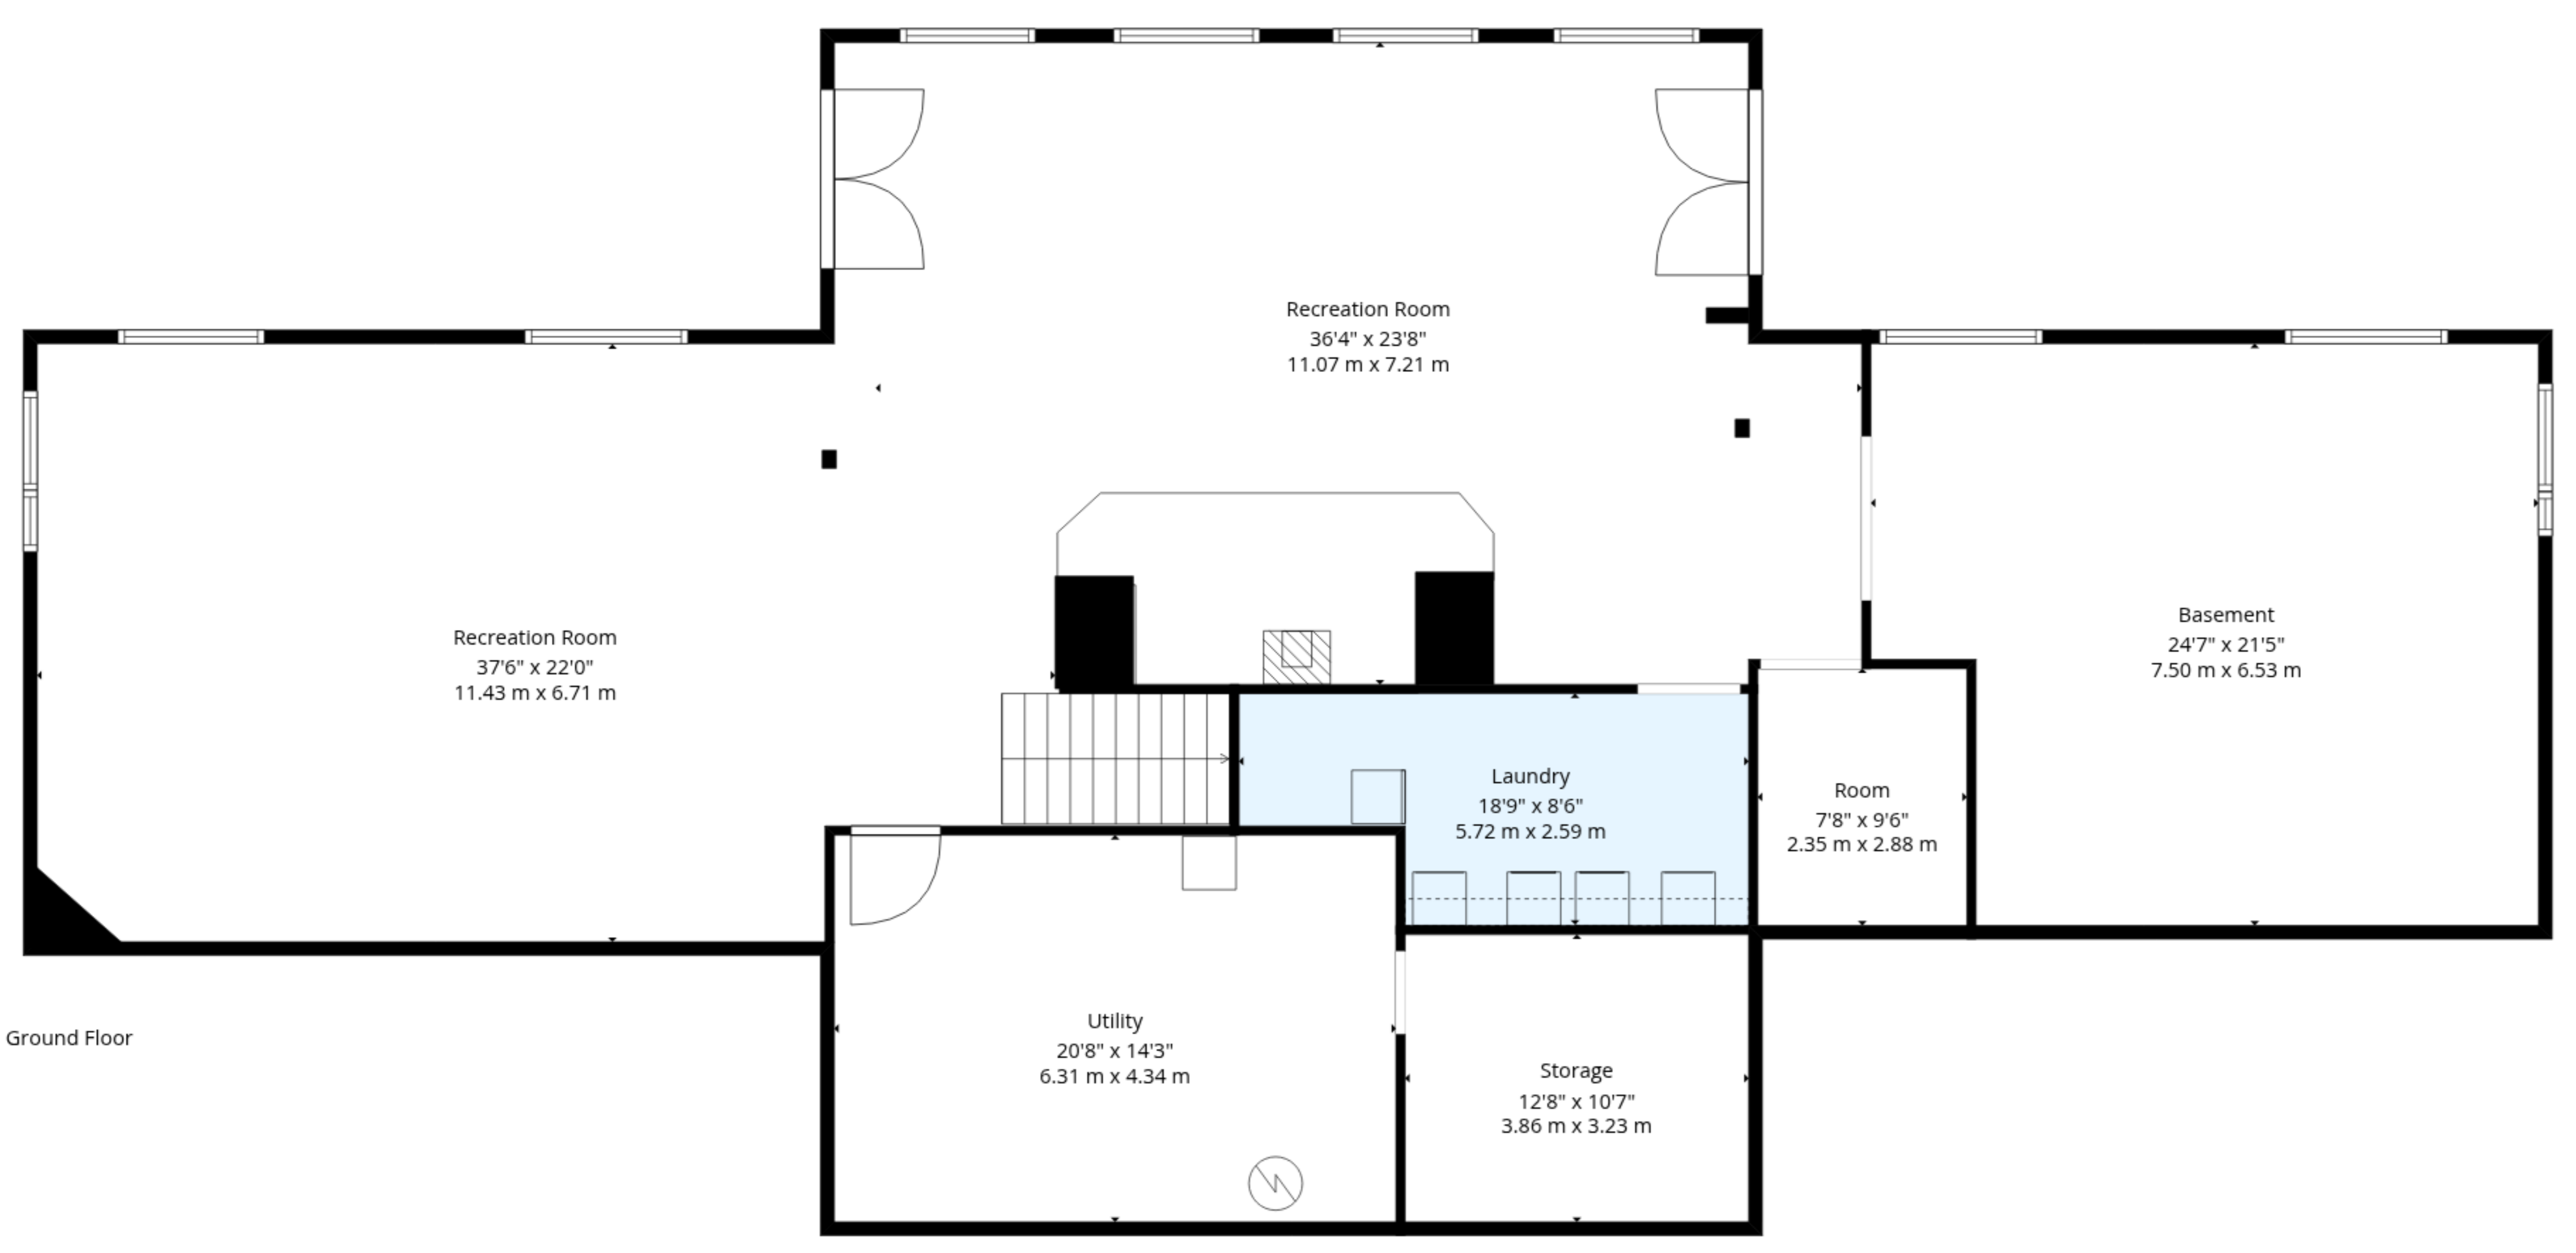 Recreation Room
36'4" x 23'8"
11.07 m x 7.21 m
Recreation Room
37'6" x 22'0"
11.43 m x 6.71 m
Basement
24'7" x 21'5"
7.50 m x 6.53 m
Laundry
18'9" x 8'6"
5.72 m x 2.59 m
Room
7'8" x 9'6"
2.35 m x 2.88 m
Utility
20'8" x 14'3"
6.31 m x 4.34 m
Storage
12'8" x 10'7"
3.86 m x 3.23 m
Ground Floor